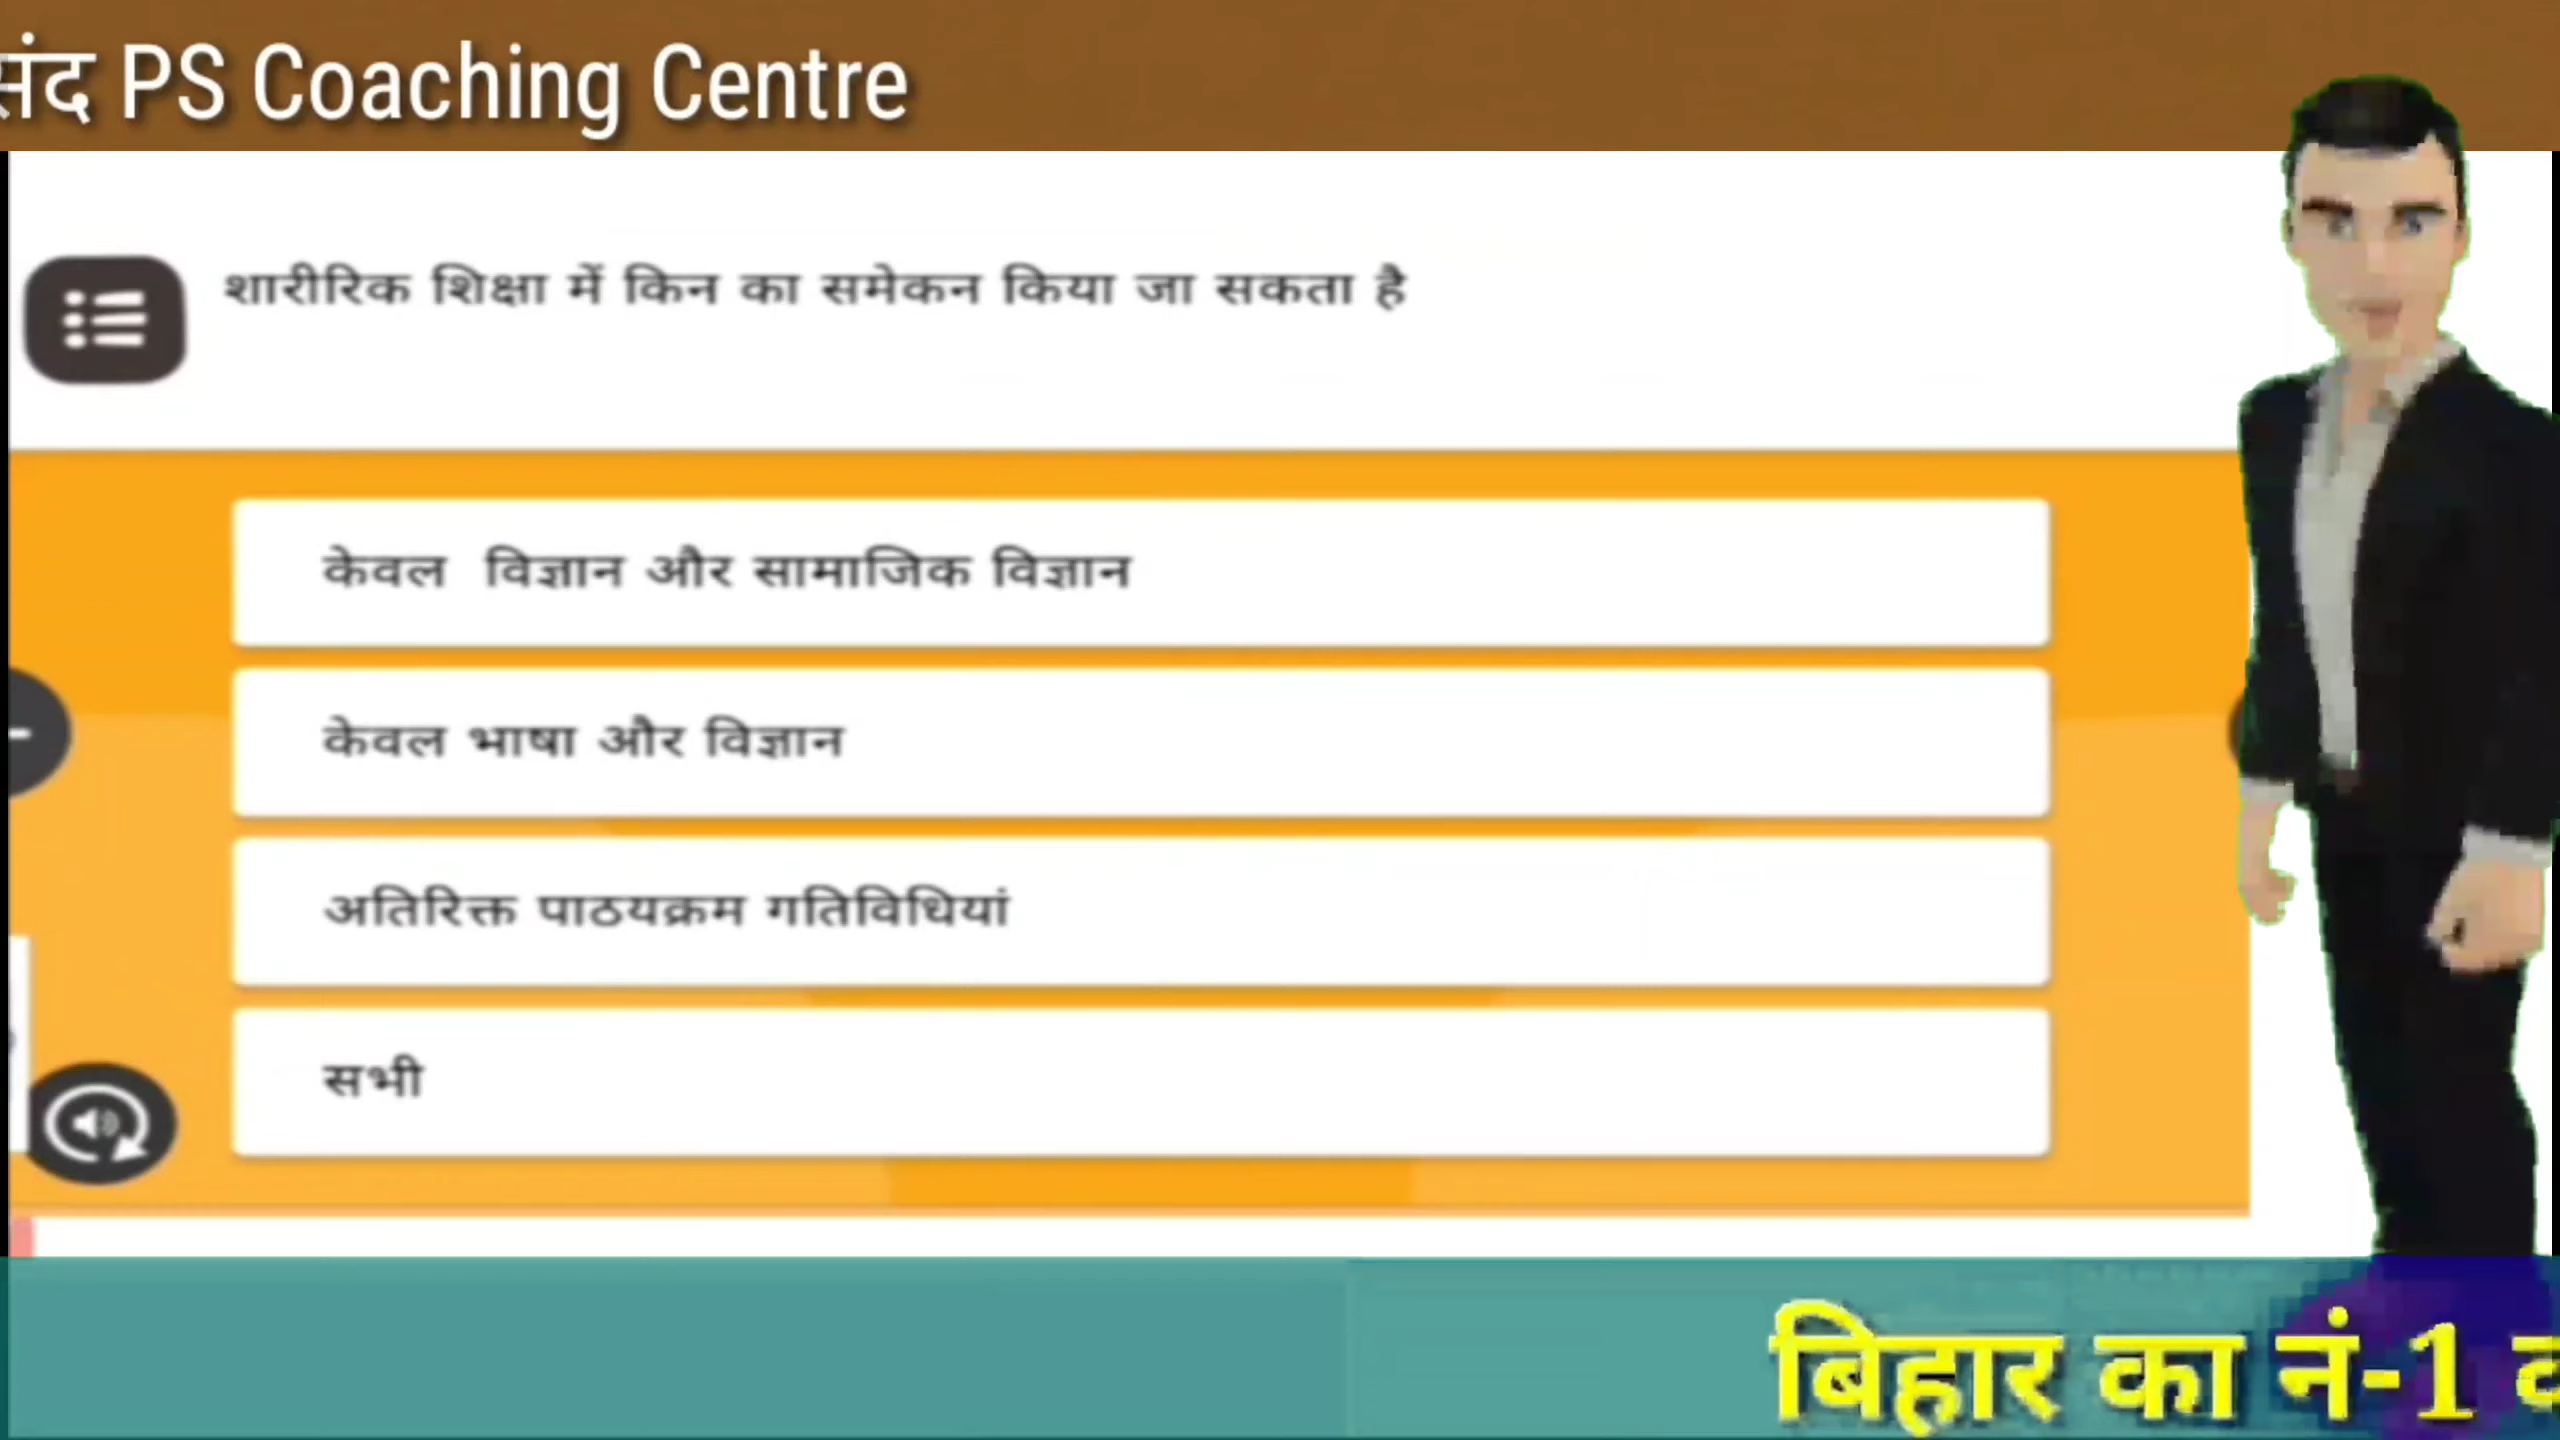 PS Coaching Centre
शारीरिक शिक्षा में किन का समेकन किया जा सकता है
केवल विज्ञान और सामाजिक विज्ञान
केवल भाषा और विज्ञान
अतिरिक्त पाठयक्रम गतिविधियां
सभी
बिहार का नं-1